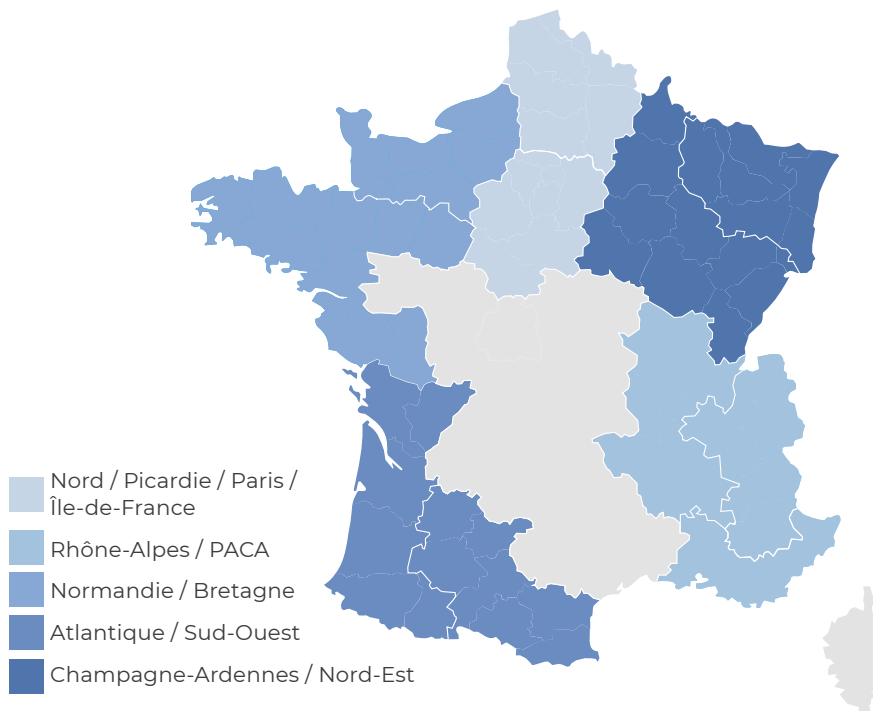 Nord / Picardie / Paris /
Île-de-France
Rhône-Alpes / PACA
Normandie / Bretagne
Atlantique / Sud-Ouest
Champagne-Ardennes / Nord-Est